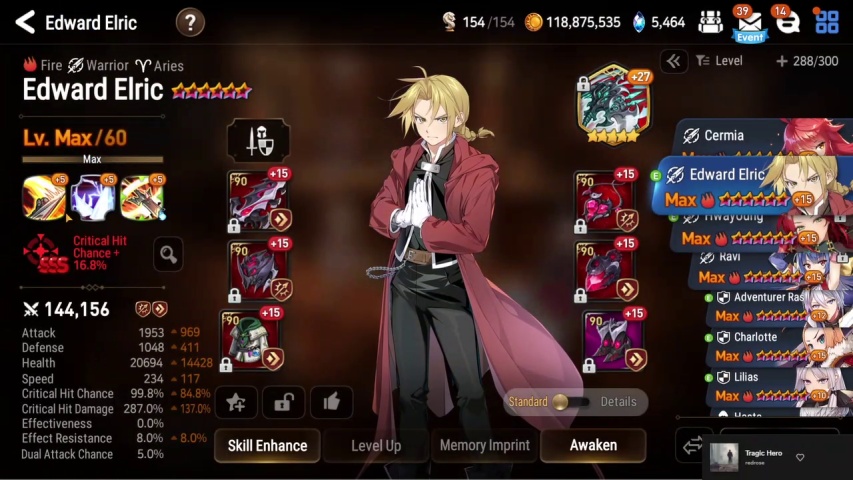 Edward Elric
?
154/154
118,875,535
5,464
39
14
Event
Fire Warrior Aries
Edward Elric
Lv. Max/60
Max
+5
+5
+5
SSS
Critical Hit
Chance +
16.8%
144,156
Attack 1953 969
Defense 1048 411
Health 20694 14428
Speed 234 117
Critical Hit Chance 99.8% 84.8%
Critical Hit Damage 287.0% 137.0%
Effectiveness 0.0%
Effect Resistance 8.0% 8.0%
Dual Attack Chance 5.0%
90 +15
90 +15
90 +15
+27
90 +15
90 +15
90 +15
Standard
Details
Skill Enhance
Level Up
Memory Imprint
Awaken
Level
+ 288/300
Cermia
E
Edward Elric
Max +15
Hwayoung
Max +15
Ravi
Max +15
E
Adventurer Ras
Max +12
E
Charlotte
Max +15
E
Lilias
Max +10
Tragic Hero
redrose